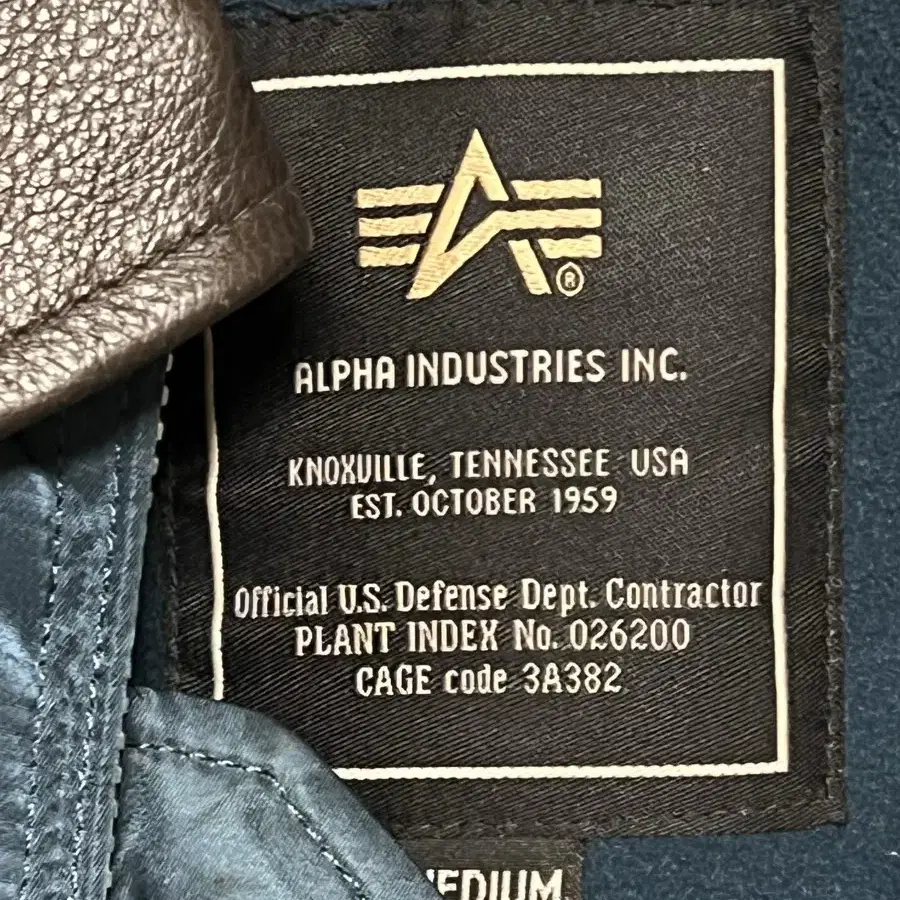 ®
ALPHA INDUSTRIES INC.
KNOXVILLE, TENNESSEE USA
EST. OCTOBER 1959
Official U.S. Defense Dept. Contractor
PLANT INDEX No. 026200
CAGE code 3A382
MEDIUM